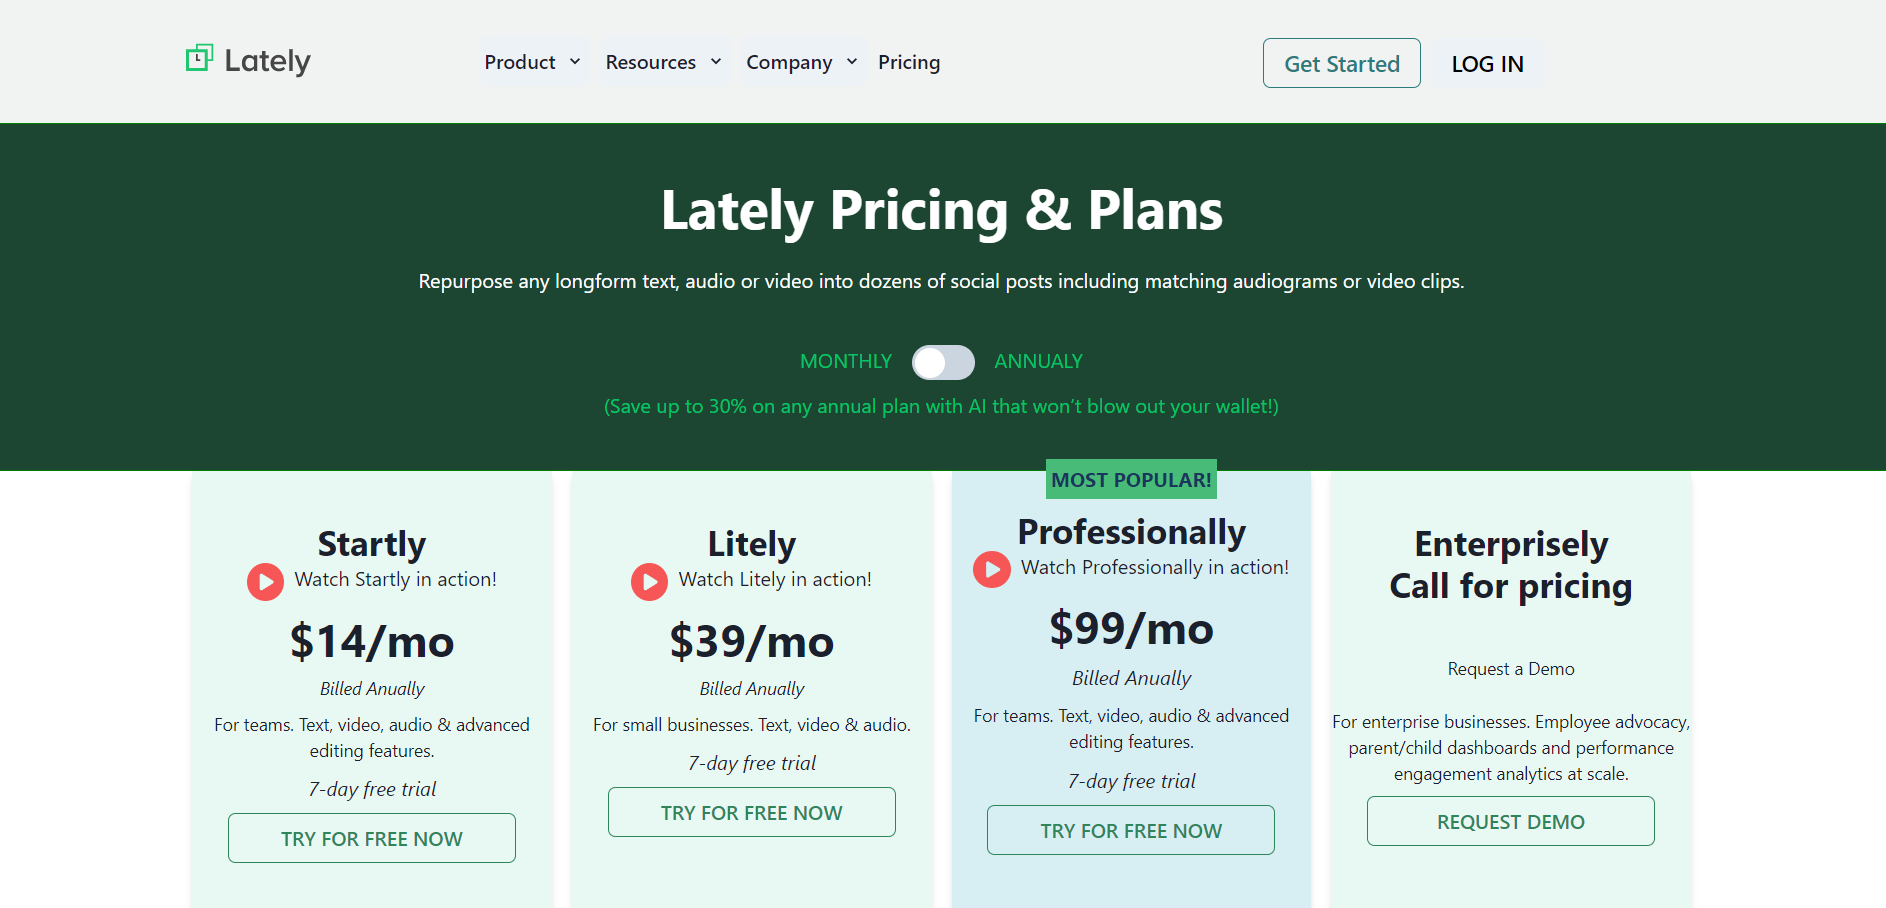 Lately
Product
Resources
Company
Pricing
Get Started
LOG IN
Lately Pricing & Plans
Repurpose any longform text, audio or video into dozens of social posts including matching audiograms or video clips.
MONTHLY
ANNUALY
(Save up to 30% on any annual plan with AI that won’t blow out your wallet!)
Startly
Watch Startly in action!
$14/mo
Billed Anually
For teams. Text, video, audio & advanced
editing features.
7-day free trial
TRY FOR FREE NOW
Litely
Watch Litely in action!
$39/mo
Billed Anually
For small businesses. Text, video & audio.
7-day free trial
TRY FOR FREE NOW
MOST POPULAR!
Professionally
Watch Professionally in action!
$99/mo
Billed Anually
For teams. Text, video, audio & advanced
editing features.
7-day free trial
TRY FOR FREE NOW
Enterprisely
Call for pricing
Request a Demo
For enterprise businesses. Employee advocacy,
parent/child dashboards and performance
engagement analytics at scale.
REQUEST DEMO